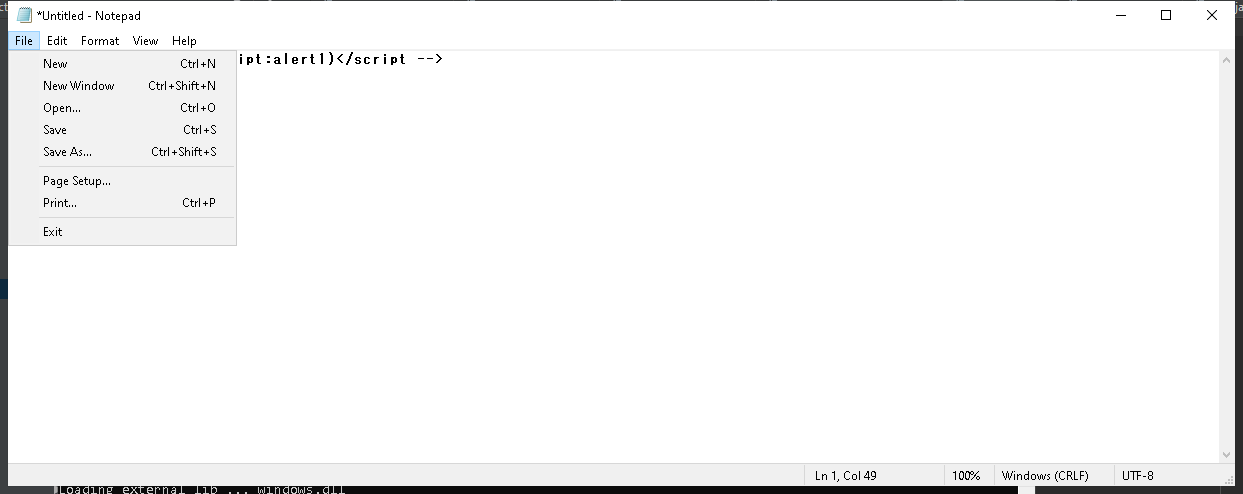 *Untitled - Notepad
File Edit Format View Help
ipt:alert1)</script -->
New Ctrl+N
New Window Ctrl+Shift+N
Open... Ctrl+O
Save Ctrl+S
Save As... Ctrl+Shift+S
Page Setup...
Print... Ctrl+P
Exit
Ln 1, Col 49 100% Windows (CRLF) UTF-8
Loading external lib ... windows.dll